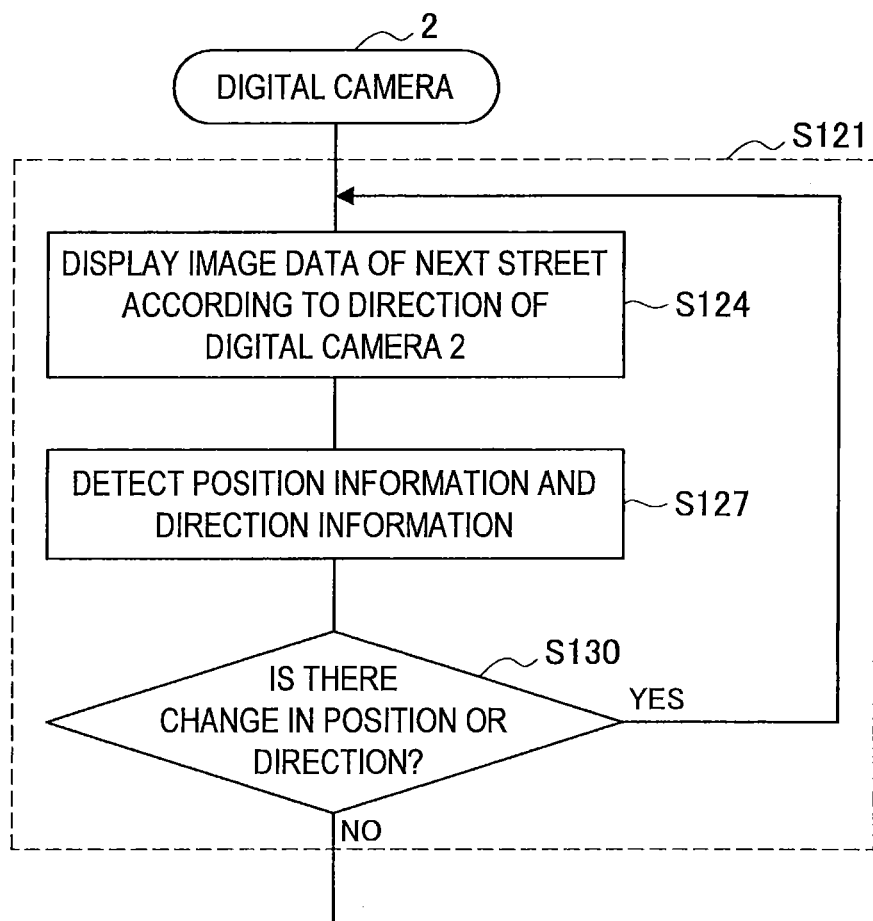 2
DIGITAL CAMERA
S121
DISPLAY IMAGE DATA OF NEXT STREET
ACCORDING TO DIRECTION OF
DIGITAL CAMERA 2
S124
DETECT POSITION INFORMATION AND
DIRECTION INFORMATION
S127
S130
IS THERE
CHANGE IN POSITION OR
DIRECTION?
YES
NO